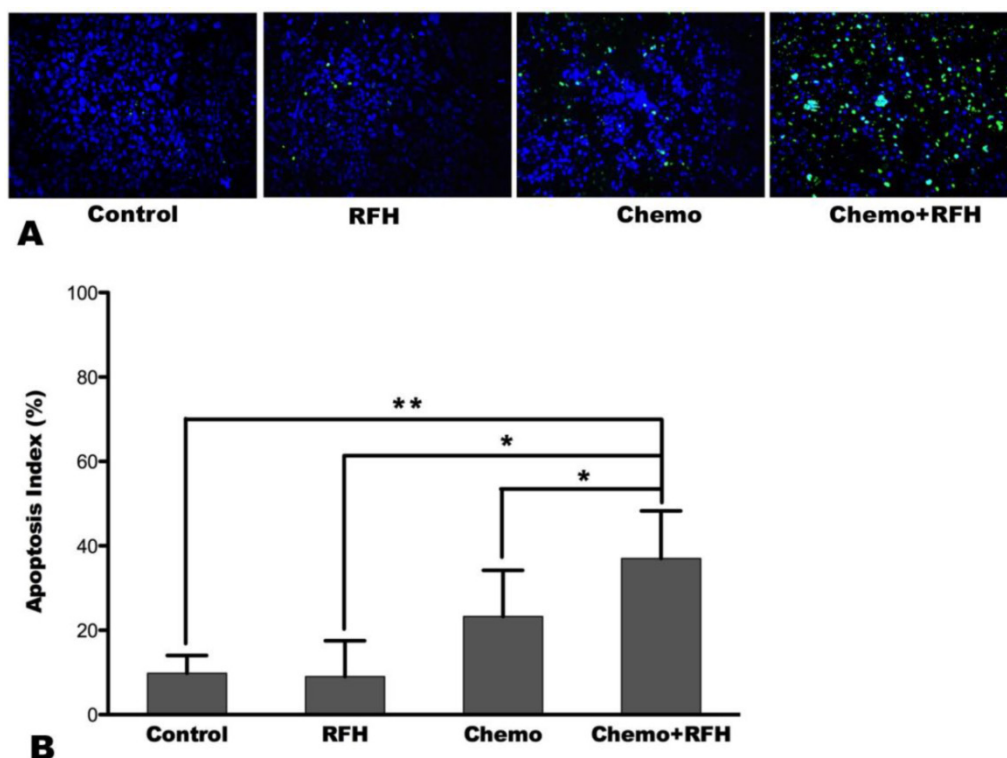 Control RFH Chemo Chemo+RFH
A
100
80
60
40
20
0
Apoptosis Index (%)
**
*
*
Control RFH Chemo Chemo+RFH
B